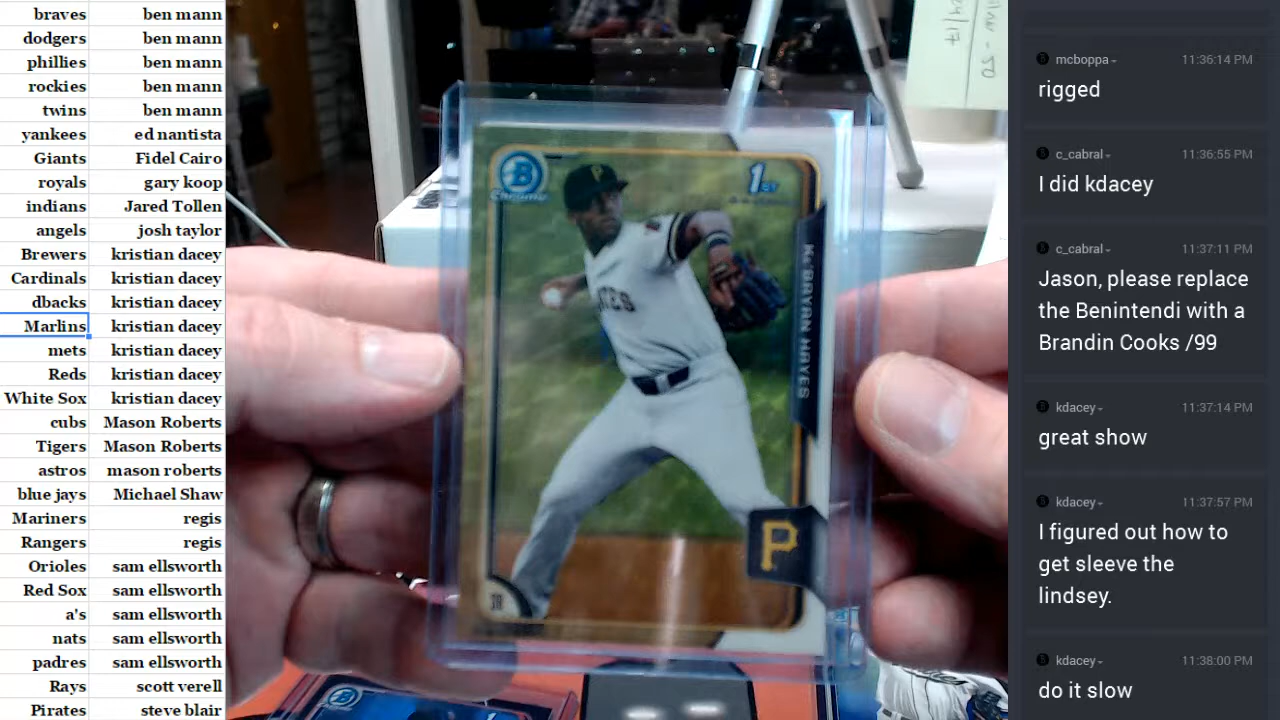 braves ben mann
dodgers ben mann
phillies ben mann
rockies ben mann
twins ben mann
yankees ed nantista
Giants Fidel Cairo
royals gary koop
indians Jared Tollen
angels josh taylor
Brewers kristian dacey
Cardinals kristian dacey
dbacks kristian dacey
Marlins kristian dacey
mets kristian dacey
Reds kristian dacey
White Sox kristian dacey
cubs Mason Roberts
Tigers Mason Roberts
astros mason roberts
blue jays Michael Shaw
Mariners regis
Rangers regis
Orioles sam ellsworth
Red Sox sam ellsworth
a's sam ellsworth
nats sam ellsworth
padres sam ellsworth
Rays scott verell
Pirates steve blair
B
Chrome
1ST
P
KE'BRYAN HAYES
P
mcboppa 11:36:14 PM
rigged
c_cabral 11:36:55 PM
I did kdacey
c_cabral 11:37:11 PM
Jason, please replace
the Benintendi with a
Brandin Cooks /99
kdacey 11:37:14 PM
great show
kdacey 11:37:57 PM
I figured out how to
get sleeve the
lindsey.
kdacey 11:38:00 PM
do it slow